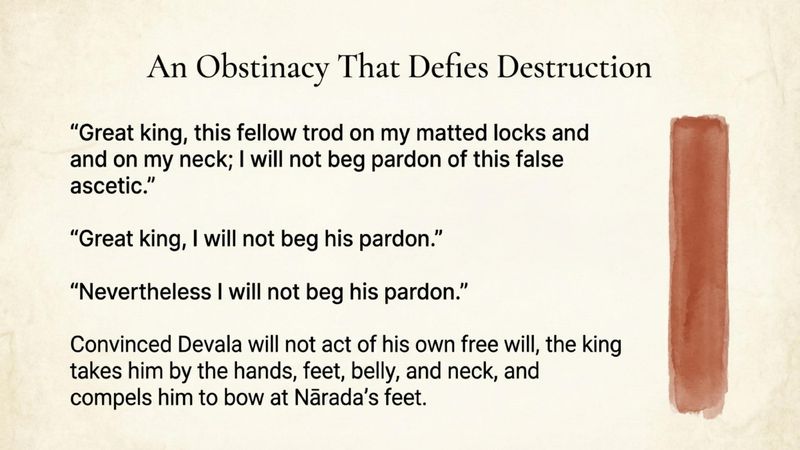 An Obstinacy That Defies Destruction
“Great king, this fellow trod on my matted locks and
and on my neck; I will not beg pardon of this false
ascetic.”
“Great king, I will not beg his pardon.”
“Nevertheless I will not beg his pardon.”
Convinced Devala will not act of his own free will, the king
takes him by the hands, feet, belly, and neck, and
compels him to bow at Nārada’s feet.